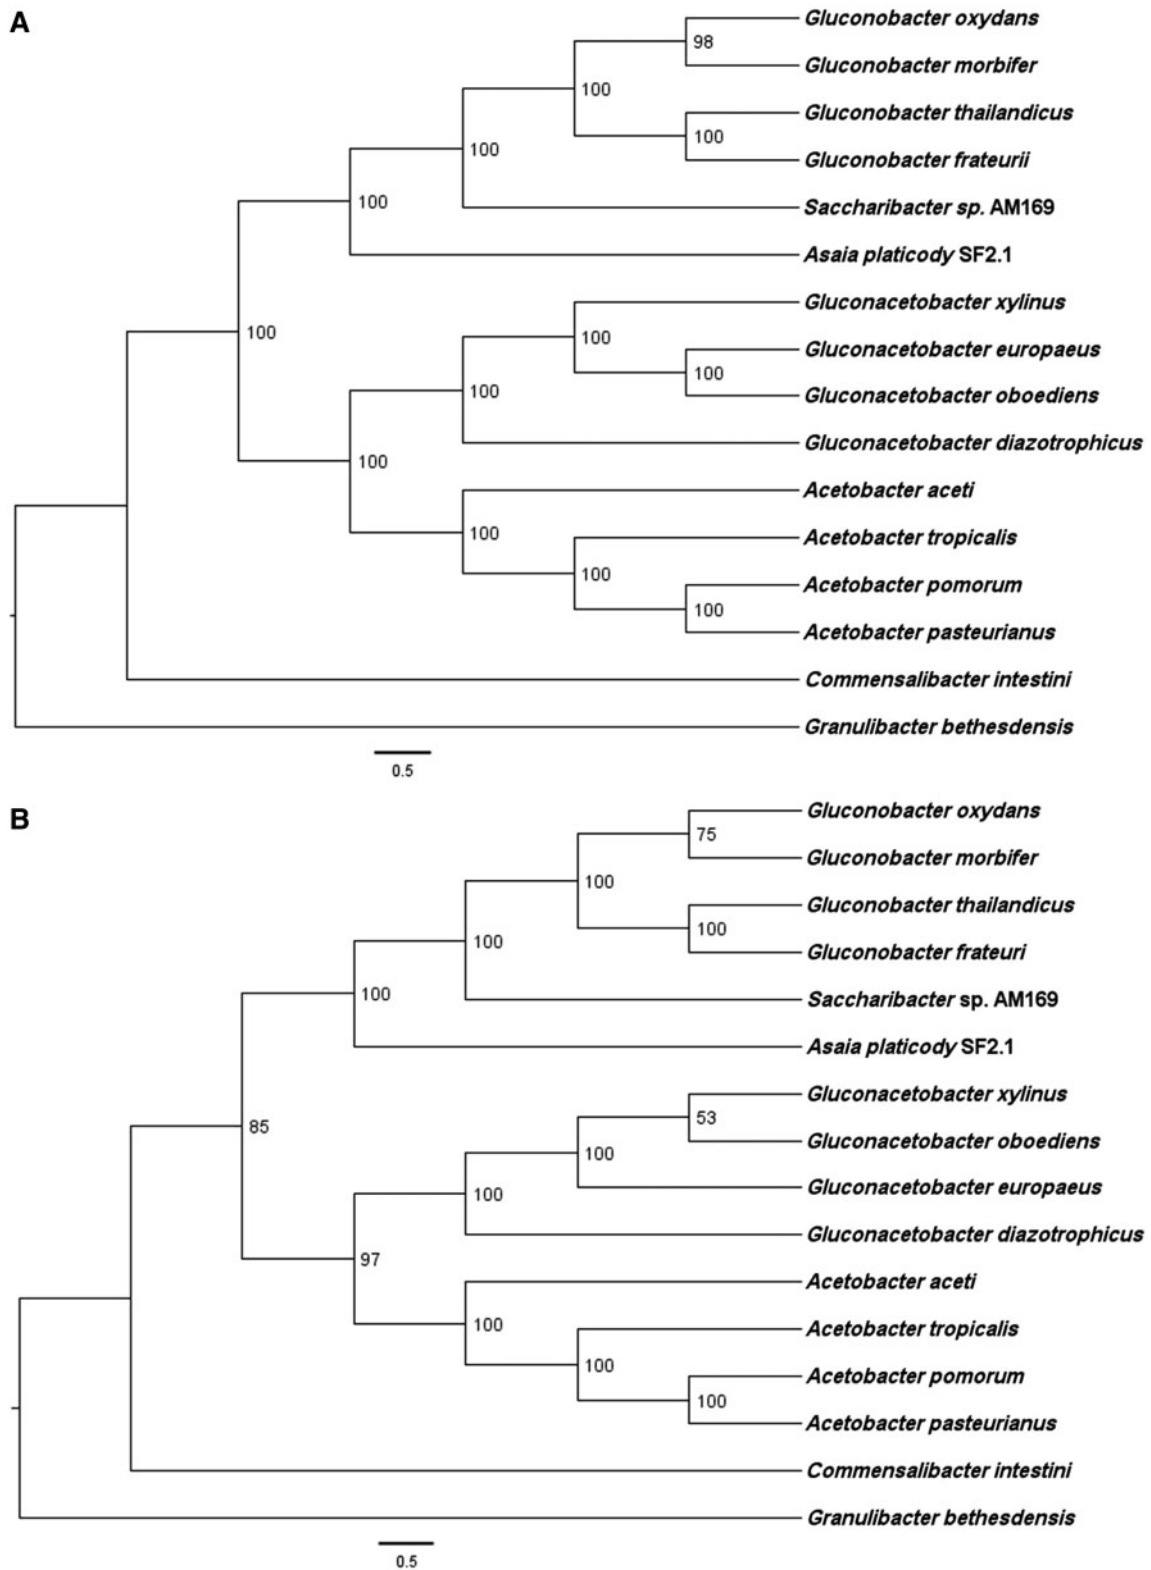 A
Gluconobacter oxydans
98
Gluconobacter morbifer
100
Gluconobacter thailandicus
100
100
Gluconobacter frateurii
100
Saccharibacter sp. AM169
Asaia platicody SF2.1
Gluconacetobacter xylinus
100
100
Gluconacetobacter europaeus
100
100
Gluconacetobacter oboediens
Gluconacetobacter diazotrophicus
100
Acetobacter aceti
100
Acetobacter tropicalis
100
Acetobacter pomorum
100
Acetobacter pasteurianus
Commensalibacter intestini
Granulibacter bethesdensis
0.5
B
Gluconobacter oxydans
75
Gluconobacter morbifer
100
Gluconobacter thailandicus
100
100
Gluconobacter frateuri
100
Saccharibacter sp. AM169
Asaia platicody SF2.1
Gluconacetobacter xylinus
53
85
Gluconacetobacter oboediens
100
Gluconacetobacter europaeus
100
Gluconacetobacter diazotrophicus
97
Acetobacter aceti
100
Acetobacter tropicalis
100
Acetobacter pomorum
100
Acetobacter pasteurianus
Commensalibacter intestini
Granulibacter bethesdensis
0.5